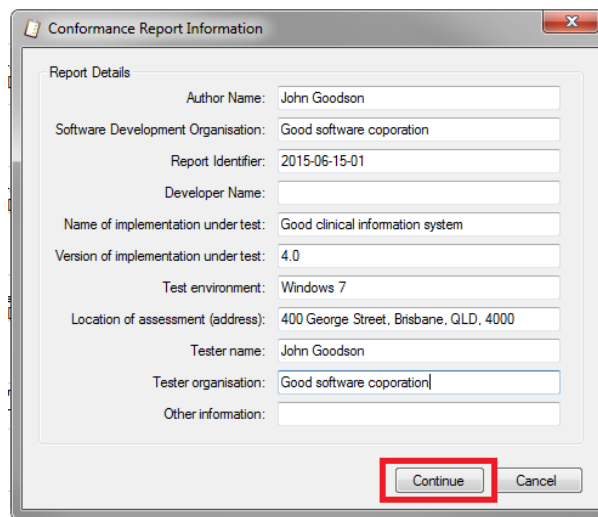 Conformance Report Information
Report Details
Author Name: John Goodson
Software Development Organisation: Good software coporation
Report Identifier: 2015-06-15-01
Developer Name:
Name of implementation under test: Good clinical information system
Version of implementation under test: 4.0
Test environment: Windows 7
Location of assessment (address): 400 George Street, Brisbane, QLD, 4000
Tester name: John Goodson
Tester organisation: Good software coporation
Other information:
Continue Cancel